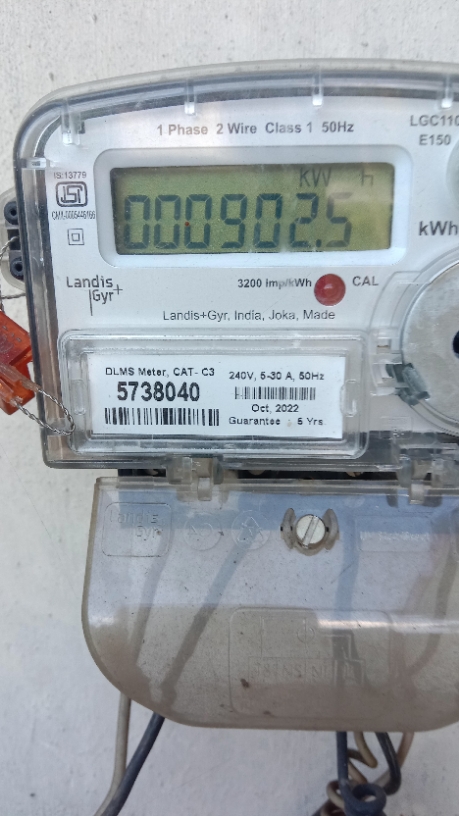 1 Phase 2 Wire Class 1 50Hz
LGC110
E150
IS:13779
kW h
000902.5
kWh
Landis
Gyr+
3200 Imp/kWh
CAL
Landis+Gyr, India, Joka, Made
DLMS Meter, CAT- C3
240V, 5-30 A, 50Hz
5738040
Oct, 2022
Guarantee 5 Yrs.
Landis
Gyr